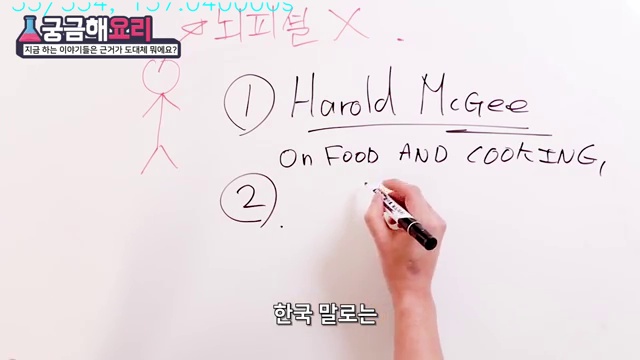 뇌피셜 X .
궁금해요리
지금 하는 이야기들은 근거가 도대체 뭐에요?
① Harold McGee
On FOOD AND COOKING,
② .
한국 말로는